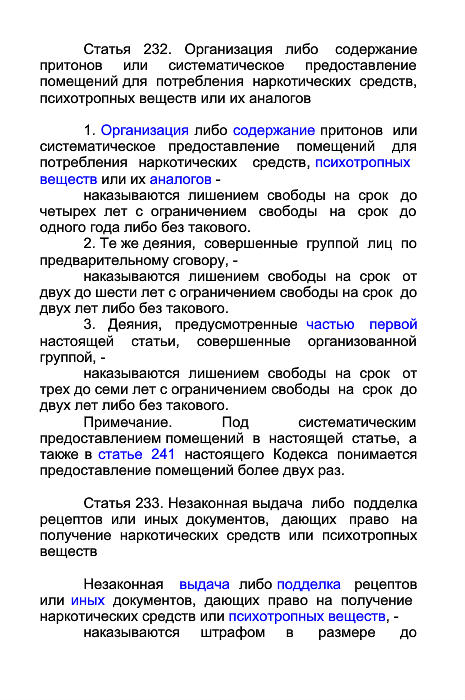 Статья 232. Организация либо содержание
притонов или систематическое предоставление
помещений для потребления наркотических средств,
психотропных веществ или их аналогов
1. Организация либо содержание притонов или
систематическое предоставление помещений для
потребления наркотических средств, психотропных
веществ или их аналогов -
наказываются лишением свободы на срок до
четырех лет с ограничением свободы на срок до
одного года либо без такового.
2. Те же деяния, совершенные группой лиц по
предварительному сговору, -
наказываются лишением свободы на срок от
двух до шести лет с ограничением свободы на срок до
двух лет либо без такового.
3. Деяния, предусмотренные частью первой
настоящей статьи, совершенные организованной
группой, -
наказываются лишением свободы на срок от
трех до семи лет с ограничением свободы на срок до
двух лет либо без такового.
Примечание. Под систематическим
предоставлением помещений в настоящей статье, а
также в статье 241 настоящего Кодекса понимается
предоставление помещений более двух раз.
Статья 233. Незаконная выдача либо подделка
рецептов или иных документов, дающих право на
получение наркотических средств или психотропных
веществ
Незаконная выдача либо подделка рецептов
или иных документов, дающих право на получение
наркотических средств или психотропных веществ, -
наказываются штрафом в размере до